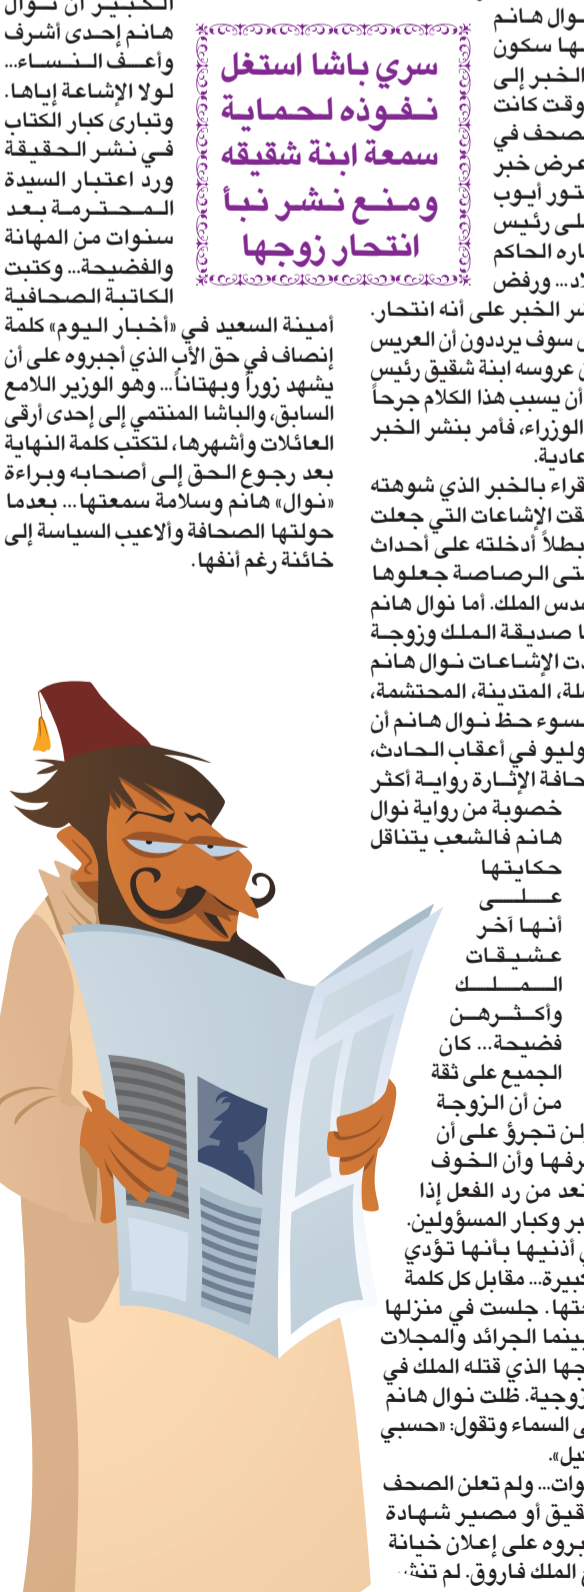 نوال هانم
ها سكون
الخبر إلى
وقت كانت
صحف في
عرض خبر
تور أيوب
لى رئيس
اره الحاكم
د... ورفض
شر الخبر على أنه انتحار.
سوف يرددون أن العريس
عروسه ابنة شقيق رئيس
أن يسبب هذا الكلام جرحاً
الوزراء، فأمر بنشر الخبر
عادية.
قراء بالخبر الذي شوهته
قت الإشاعات التي جعلت
بطلاً أدخلته على أحداث
تى الرصاصة جعلوها
دس الملك. أما نوال هانم
ا صديقة الملك وزوجة
دت الإشاعات نوال هانم
لة، المتدينة، المحتشمة،
سوء حظ نوال هانم أن
وليو في أعقاب الحادث،
حافة الإثارة رواية أكثر
خصوبة من رواية نوال
هانم فالشعب يتناقل
حكايتها
على
أنها آخر
عشيقات
الملك
وأكثرهن
فضيحة... كان
الجميع على ثقة
من أن الزوجة
لن تجرؤ على أن
رفها وأن الخوف
تعد من رد الفعل إذا
بر وكبار المسؤولين.
أذنيها بأنها تؤدي
كبيرة... مقابل كل كلمة
تها. جلست في منزلها
بينما الجرائد والمجلات
جها الذي قتله الملك في
زوجية. ظلت نوال هانم
ى السماء وتقول: «حسبي
يل».
وات... ولم تعلن الصحف
قيق أو مصير شهادة
بروه على إعلان خيانة
الملك فاروق. لم تنش
سري باشا استغل
نفوذه لحماية
سمعة ابنة شقيقه
ومنع نشر نبأ
انتحار زوجها
الكبير أن نوال
هانم إحدى أشرف
وأعف النساء...
لولا الإشاعة إياها.
وتبارى كبار الكتاب
في نشر الحقيقة
ورد اعتبار السيدة
المحترمة بعد
سنوات من المهانة
والفضيحة... وكتبت
الكاتبة الصحافية
أمينة السعيد في «أخبار اليوم» كلمة
إنصاف في حق الأب الذي أجبروه على أن
يشهد زوراً وبهتاناً... وهو الوزير اللامع
السابق، والباشا المنتمي إلى إحدى أرقى
العائلات وأشهرها، لتكتب كلمة النهاية
بعد رجوع الحق إلى أصحابه وبراءة
«نوال» هانم وسلامة سمعتها... بعدما
حولتها الصحافة وألاعيب السياسة إلى
خائنة رغم أنفها.